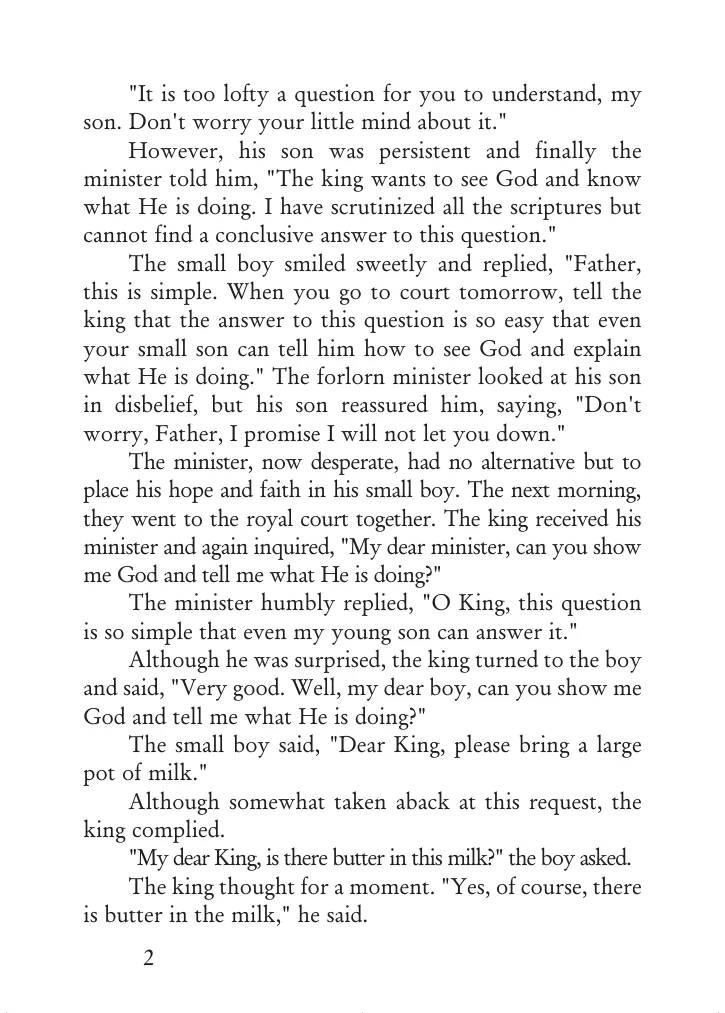 "It is too lofty a question for you to understand, my
son. Don't worry your little mind about it."
However, his son was persistent and finally the
minister told him, "The king wants to see God and know
what He is doing. I have scrutinized all the scriptures but
cannot find a conclusive answer to this question."
The small boy smiled sweetly and replied, "Father,
this is simple. When you go to court tomorrow, tell the
king that the answer to this question is so easy that even
your small son can tell him how to see God and explain
what He is doing." The forlorn minister looked at his son
in disbelief, but his son reassured him, saying, "Don't
worry, Father, I promise I will not let you down."
The minister, now desperate, had no alternative but to
place his hope and faith in his small boy. The next morning,
they went to the royal court together. The king received his
minister and again inquired, "My dear minister, can you show
me God and tell me what He is doing?"
The minister humbly replied, "O King, this question
is so simple that even my young son can answer it."
Although he was surprised, the king turned to the boy
and said, "Very good. Well, my dear boy, can you show me
God and tell me what He is doing?"
The small boy said, "Dear King, please bring a large
pot of milk."
Although somewhat taken aback at this request, the
king complied.
"My dear King, is there butter in this milk?" the boy asked.
The king thought for a moment. "Yes, of course, there
is butter in the milk," he said.
2